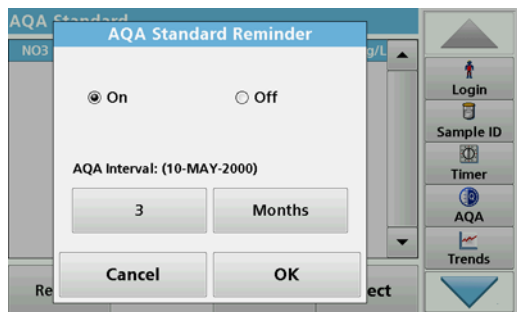 AQA Standard
AQA Standard Reminder
NO3
g/L
On
Off
AQA Interval: (10-MAY-2000)
3
Months
Cancel
OK
Re
ect
Login
Sample ID
Timer
AQA
Trends